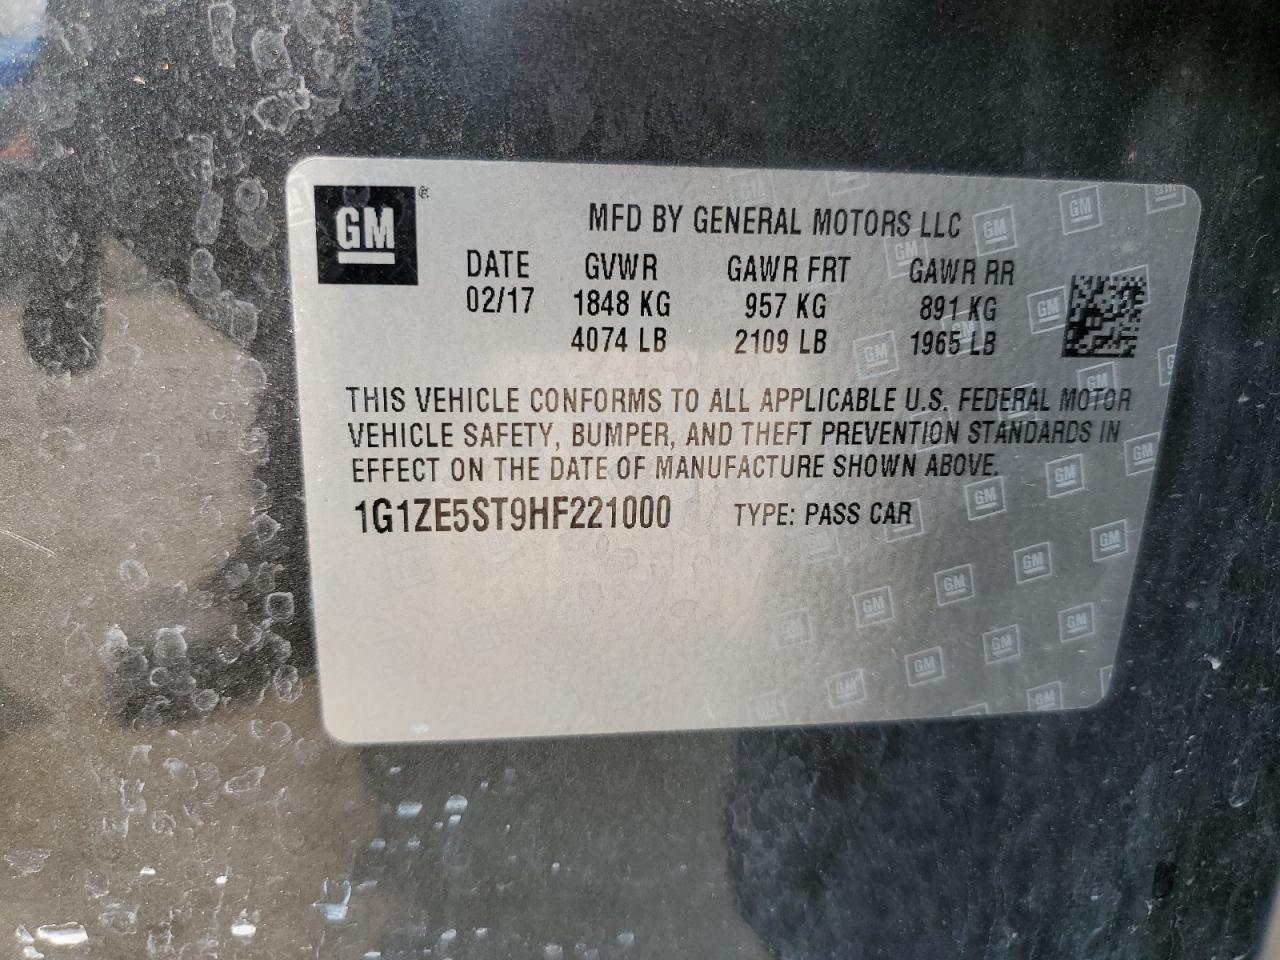 GM ®
MFD BY GENERAL MOTORS LLC
DATE GVWR GAWR FRT GAWR RR
02/17 1848 KG 957 KG 891 KG
4074 LB 2109 LB 1965 LB
THIS VEHICLE CONFORMS TO ALL APPLICABLE U.S. FEDERAL MOTOR
VEHICLE SAFETY, BUMPER, AND THEFT PREVENTION STANDARDS IN
EFFECT ON THE DATE OF MANUFACTURE SHOWN ABOVE.
1G1ZE5ST9HF221000 TYPE: PASS CAR